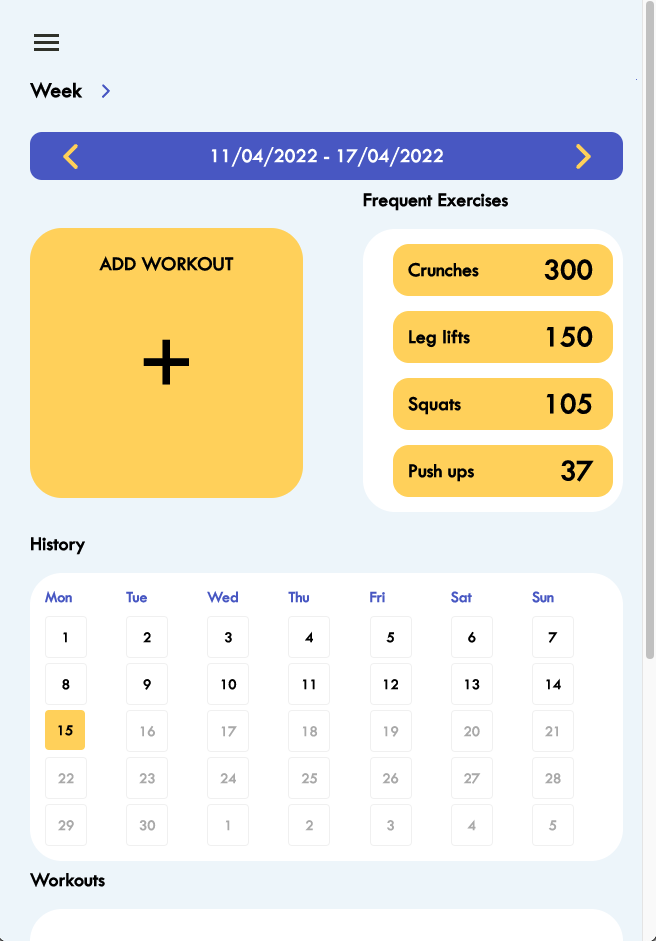 Week
11/04/2022 - 17/04/2022
Frequent Exercises
ADD WORKOUT
Crunches 300
Leg lifts 150
Squats 105
Push ups 37
History
Mon Tue Wed Thu Fri Sat Sun
1 2 3 4 5 6 7
8 9 10 11 12 13 14
15 16 17 18 19 20 21
22 23 24 25 26 27 28
29 30 1 2 3 4 5
Workouts